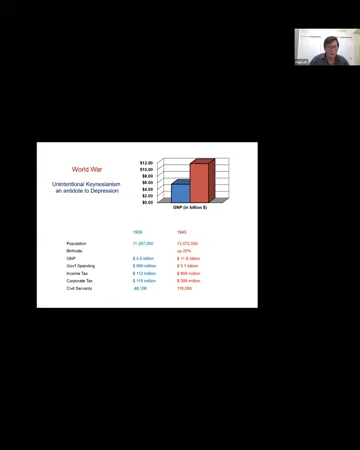 World War
Unintentional Keynesianism
an antidote to Depression
$12.00
$10.00
$8.00
$6.00
$4.00
$2.00
$0.00
GNP (in billion $)
1939 1945
Population 11,267,000 12,072,000
Birthrate up 20%
GNP $ 5.6 billion $ 11.8 billion
Gov't Spending $ 680 million $ 5.1 billion
Income Tax $ 112 million $ 809 million
Corporate Tax $ 115 million $ 599 million
Civil Servants 46,106 116,000